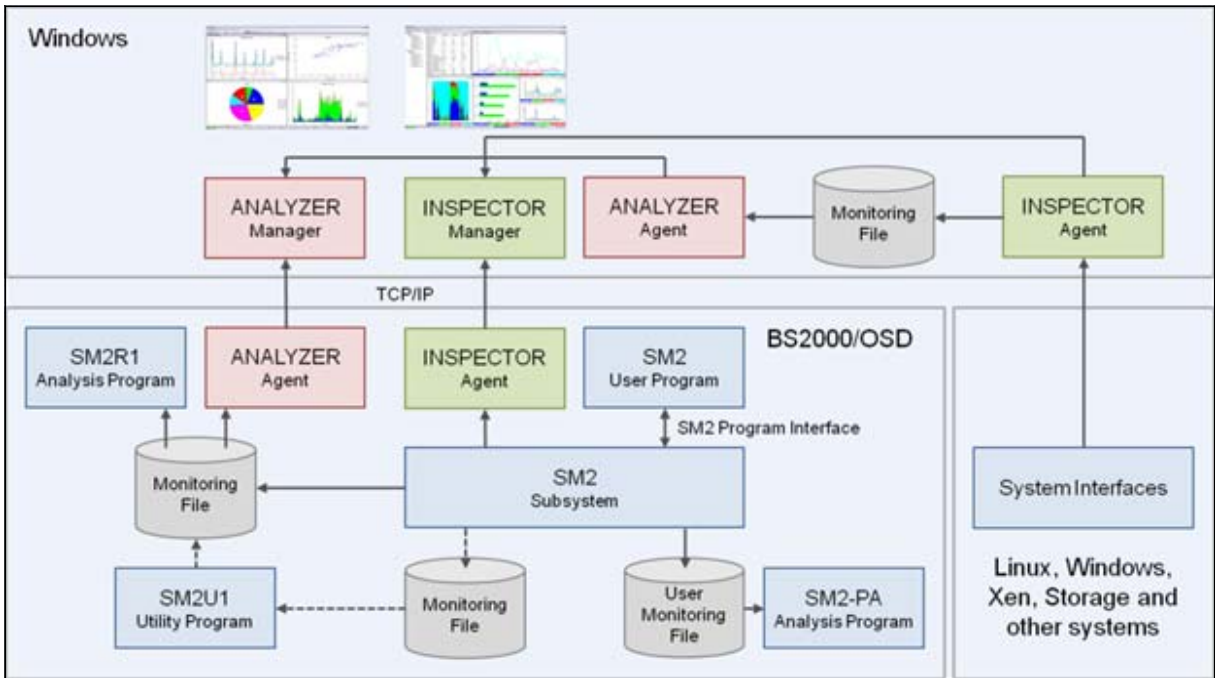 Windows
ANALYZER
Manager
INSPECTOR
Manager
ANALYZER
Agent
Monitoring
File
INSPECTOR
Agent
TCP/IP
BS2000/OSD
SM2R1
Analysis Program
ANALYZER
Agent
INSPECTOR
Agent
SM2
User Program
SM2 Program Interface
Monitoring
File
SM2
Subsystem
System Interfaces
SM2U1
Utility Program
Monitoring
File
User
Monitoring
File
SM2-PA
Analysis Program
Linux, Windows,
Xen, Storage and
other systems